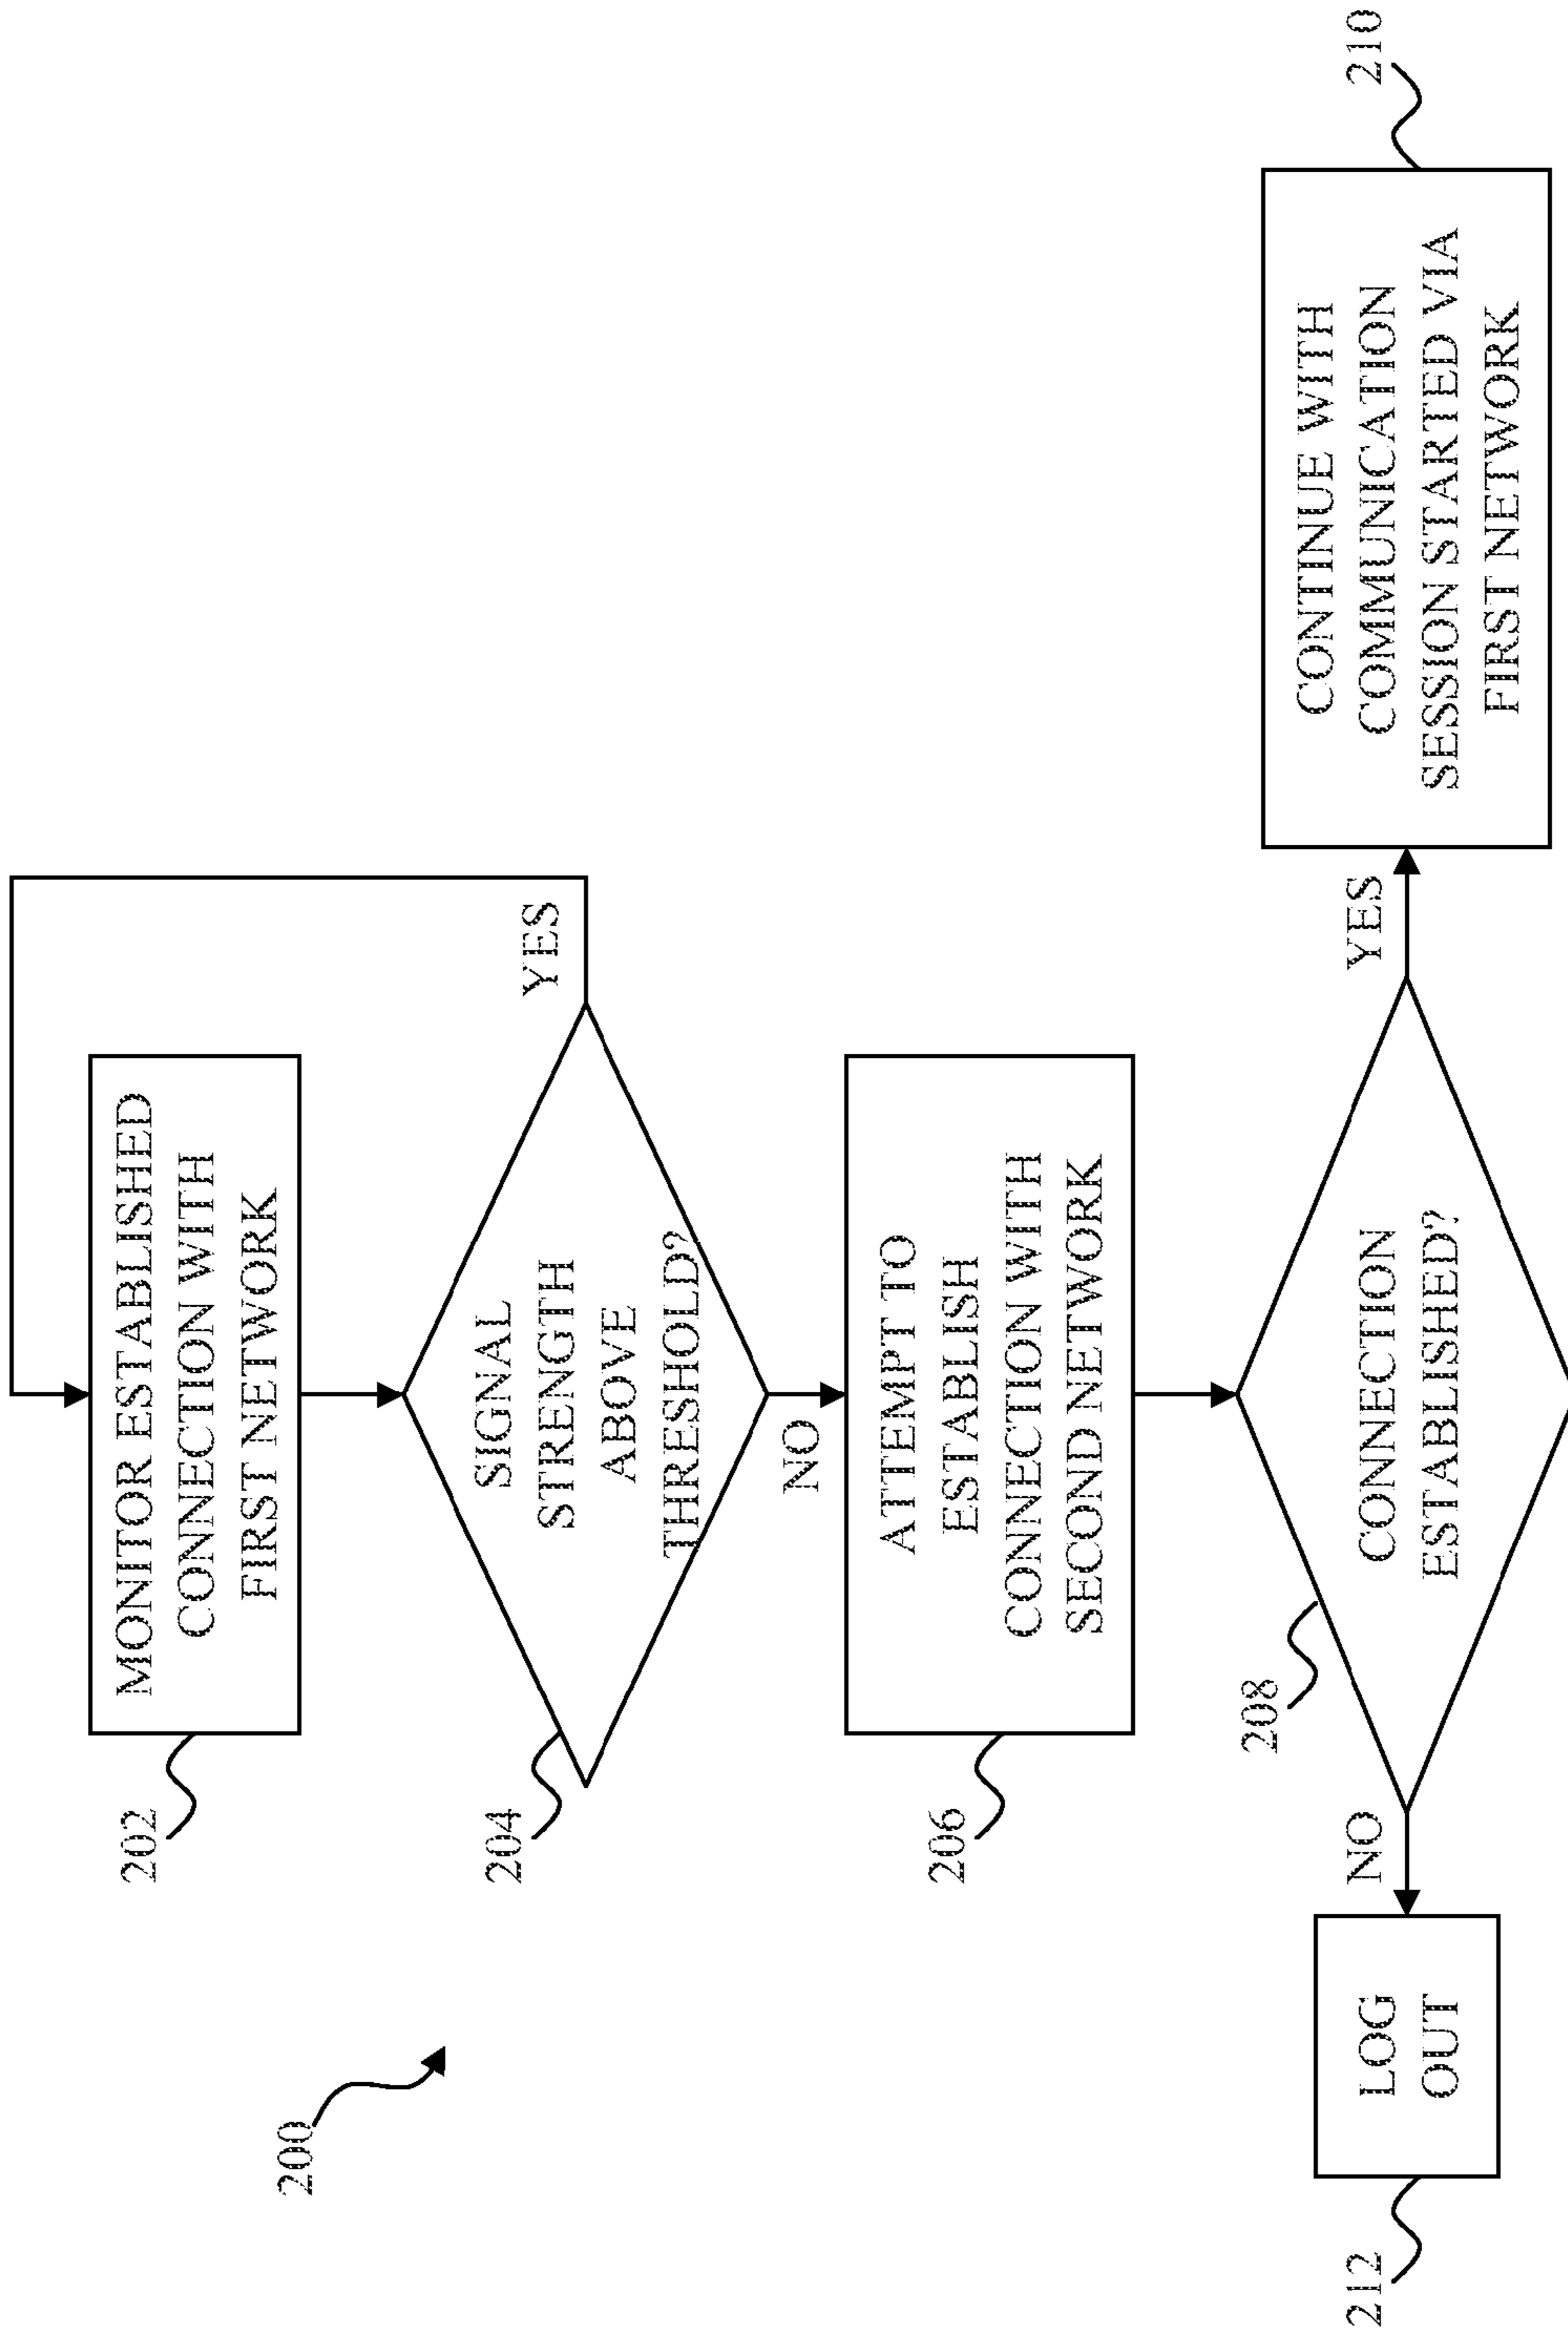 200
202
MONITOR ESTABLISHED
CONNECTION WITH
FIRST NETWORK
204
SIGNAL
STRENGTH
ABOVE
THRESHOLD?
YES
NO
206
ATTEMPT TO
ESTABLISH
CONNECTION WITH
SECOND NETWORK
208
CONNECTION
ESTABLISHED?
NO
YES
212
LOG
OUT
CONTINUE WITH
COMMUNICATION
SESSION STARTED VIA
FIRST NETWORK
210